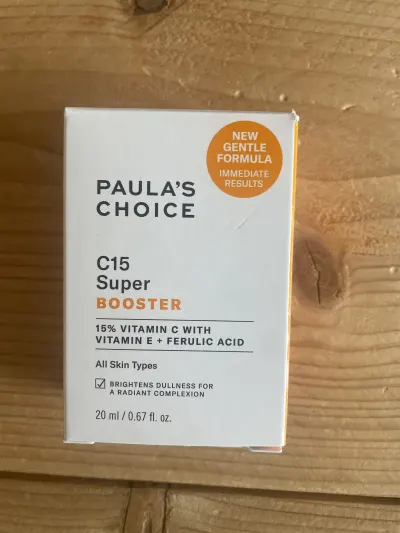 NEW
GENTLE
FORMULA
IMMEDIATE
RESULTS
PAULA'S
CHOICE
C15
Super
BOOSTER
15% VITAMIN C WITH
VITAMIN E + FERULIC ACID
All Skin Types
BRIGHTENS DULLNESS FOR
A RADIANT COMPLEXION
20 ml / 0.67 fl. oz.